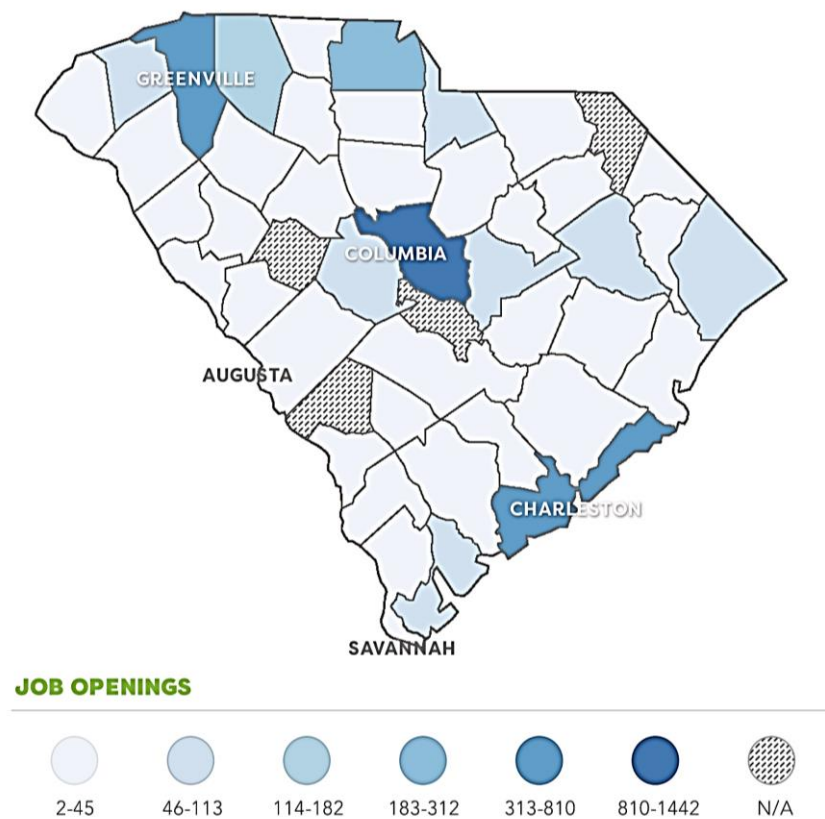 GREENVILLE
COLUMBIA
AUGUSTA
CHARLESTON
SAVANNAH
JOB OPENINGS
2-45
46-113
114-182
183-312
313-810
810-1442
N/A